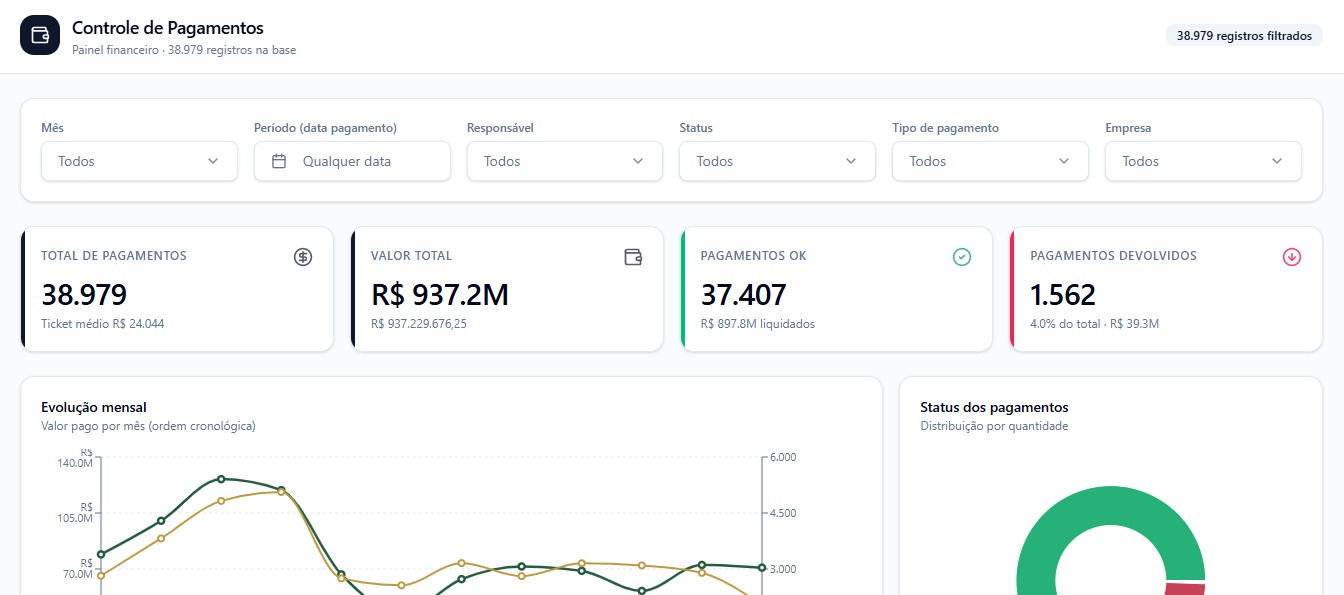 Controle de Pagamentos
Painel financeiro · 38.979 registros na base
38.979 registros filtrados
Mês
Período (data pagamento)
Responsável
Status
Tipo de pagamento
Empresa
Todos
Qualquer data
Todos
Todos
Todos
Todos
TOTAL DE PAGAMENTOS
38.979
Ticket médio R$ 24.044
VALOR TOTAL
R$ 937.2M
R$ 937.229.676,25
PAGAMENTOS OK
37.407
R$ 897.8M liquidados
PAGAMENTOS DEVOLVIDOS
1.562
4.0% do total · R$ 39.3M
Evolução mensal
Valor pago por mês (ordem cronológica)
R$
140.0M
R$
105.0M
R$
70.0M
6.000
4.500
3.000
Status dos pagamentos
Distribuição por quantidade